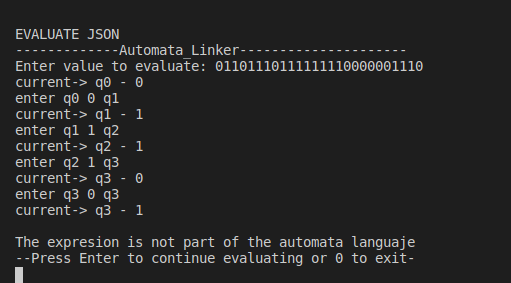 EVALUATE JSON
-------------Automata_Linker---------------------
Enter value to evaluate: 01101110111111110000001110
current-> q0 - 0
enter q0 0 q1
current-> q1 - 1
enter q1 1 q2
current-> q2 - 1
enter q2 1 q3
current-> q3 - 0
enter q3 0 q3
current-> q3 - 1
The expresion is not part of the automata languaje
--Press Enter to continue evaluating or 0 to exit-